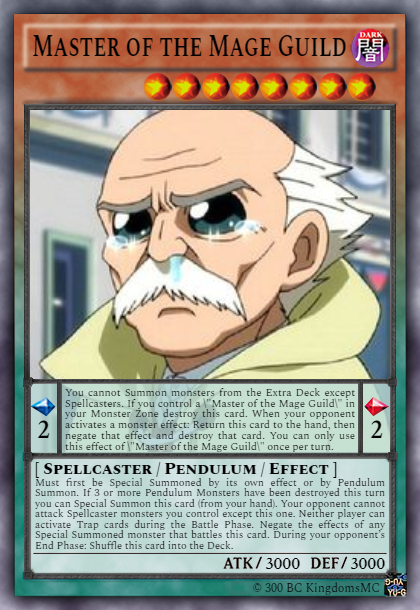 MASTER OF THE MAGE GUILD
DARK
闇
You cannot Summon monsters from the Extra Deck except
Spellcasters. If you control a \"Master of the Mage Guild\" in
your Monster Zone destroy this card. When your opponent
activates a monster effect: Return this card to the hand, then
negate that effect and destroy that card. You can only use
this effect of\"Master of the Mage Guild\" once per turn.
2
2
[ SPELLCASTER / PENDULUM / EFFECT ]
Must first be Special Summoned by its own effect or by Pendulum
Summon. If 3 or more Pendulum Monsters have been destroyed this turn
you can Special Summon this card (from your hand). Your opponent cannot
attack Spellcaster monsters you control except this one. Neither player can
activate Trap cards during the Battle Phase. Negate the effects of any
Special Summoned monster that battles this card. During your opponent's
End Phase: Shuffle this card into the Deck.
ATK / 3000 DEF / 3000
© 300 BC KingdomsMC